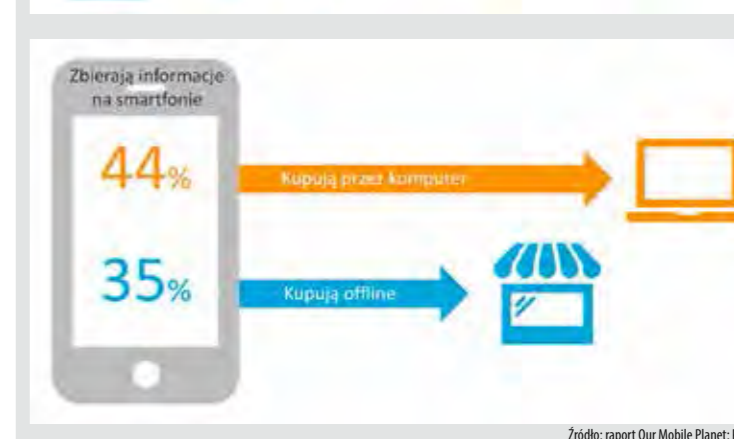 Zbierają informacje
na smartfonie
44%
Kupują przez komputer
35%
Kupują offline
Źródło: raport Our Mobile Planet: